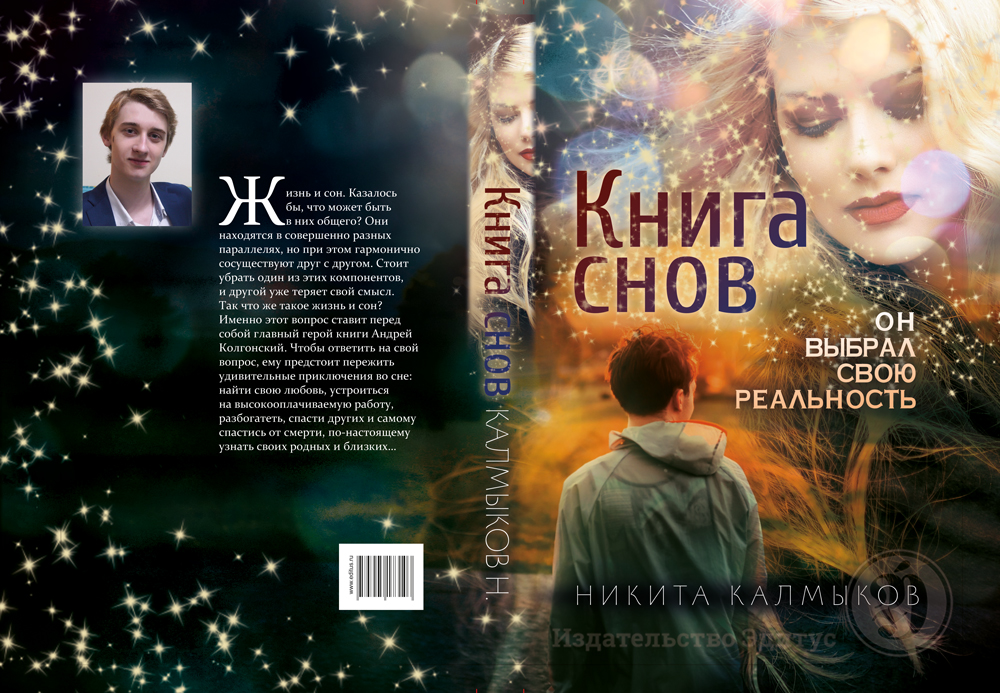 Жизнь и сон. Казалось
бы, что может быть
в них общего? Они
находятся в совершенно разных
параллелях, но при этом гармонично
сосуществуют друг с другом. Стоит
убрать один из этих компонентов,
и другой уже теряет свой смысл.
Так что же такое жизнь и сон?
Именно этот вопрос ставит перед
собой главный герой книги Андрей
Колгонский. Чтобы ответить на свой
вопрос, ему предстоит пережить
удивительные приключения во сне:
найти свою любовь, устроиться
на высокооплачиваемую работу,
разбогатеть, спасти других и самому
спастись от смерти, по-настоящему
узнать своих родных и близких...
www.editus.ru
Книга снов КАЛМЫКОВ Н.
Книга
снов
ОН
ВЫБРАЛ
СВОЮ
РЕАЛЬНОСТЬ
НИКИТА КАЛМЫКОВ
Издательство Эдитус